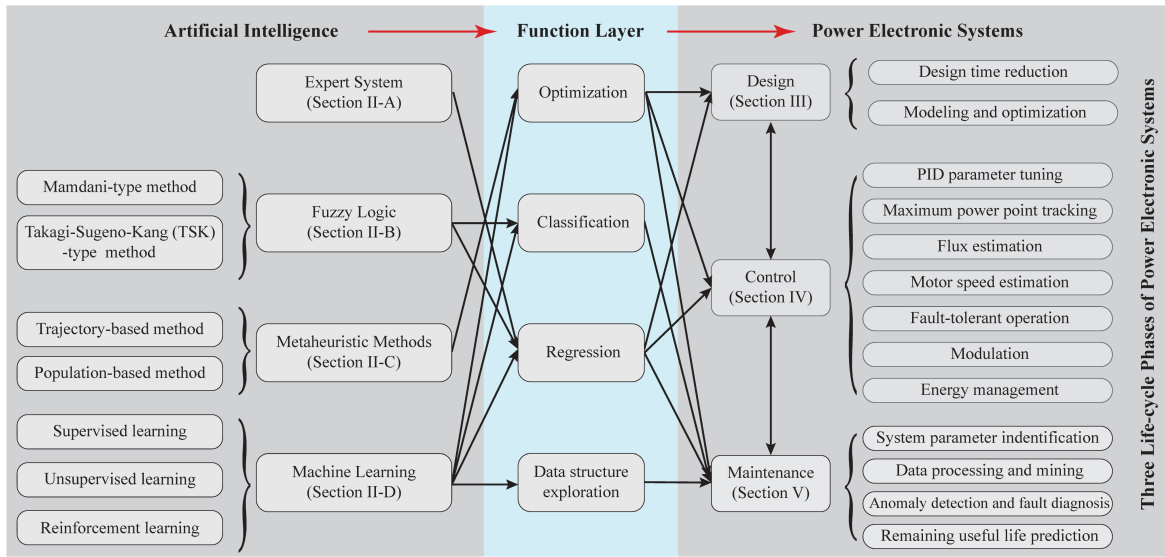 Artificial Intelligence
Function Layer
Power Electronic Systems
Expert System
(Section II-A)
Mamdani-type method
Takagi-Sugeno-Kang (TSK)
-type method
Fuzzy Logic
(Section II-B)
Trajectory-based method
Population-based method
Metaheuristic Methods
(Section II-C)
Supervised learning
Unsupervised learning
Reinforcement learning
Machine Learning
(Section II-D)
Optimization
Classification
Regression
Data structure
exploration
Design
(Section III)
Control
(Section IV)
Maintenance
(Section V)
Design time reduction
Modeling and optimization
PID parameter tuning
Maximum power point tracking
Flux estimation
Motor speed estimation
Fault-tolerant operation
Modulation
Energy management
System parameter indentification
Data processing and mining
Anomaly detection and fault diagnosis
Remaining useful life prediction
Three Life-cycle Phases of Power Electronic Systems